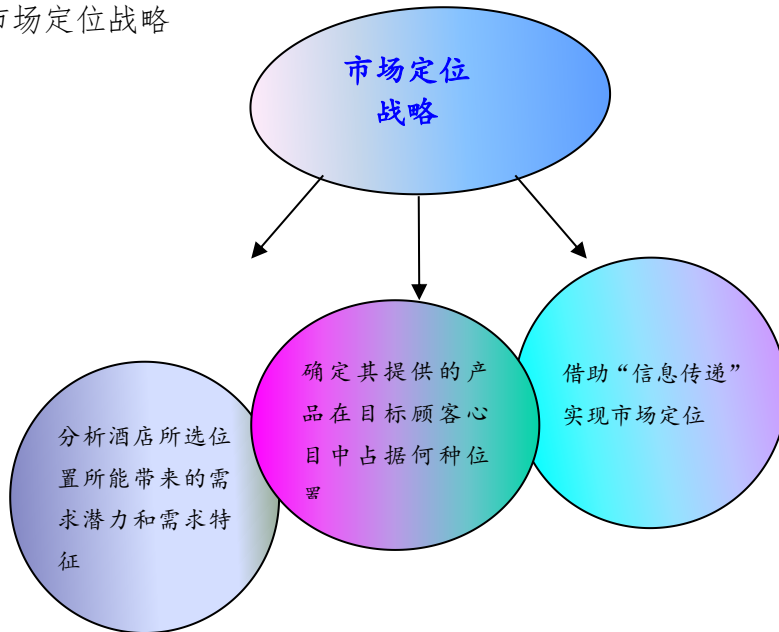 市场定位战略
市场定位
战略
分析酒店所选位
置所能带来的需
求潜力和需求特
征
确定其提供的产
品在目标顾客心
目中占据何种位
置
借助“信息传递”
实现市场定位